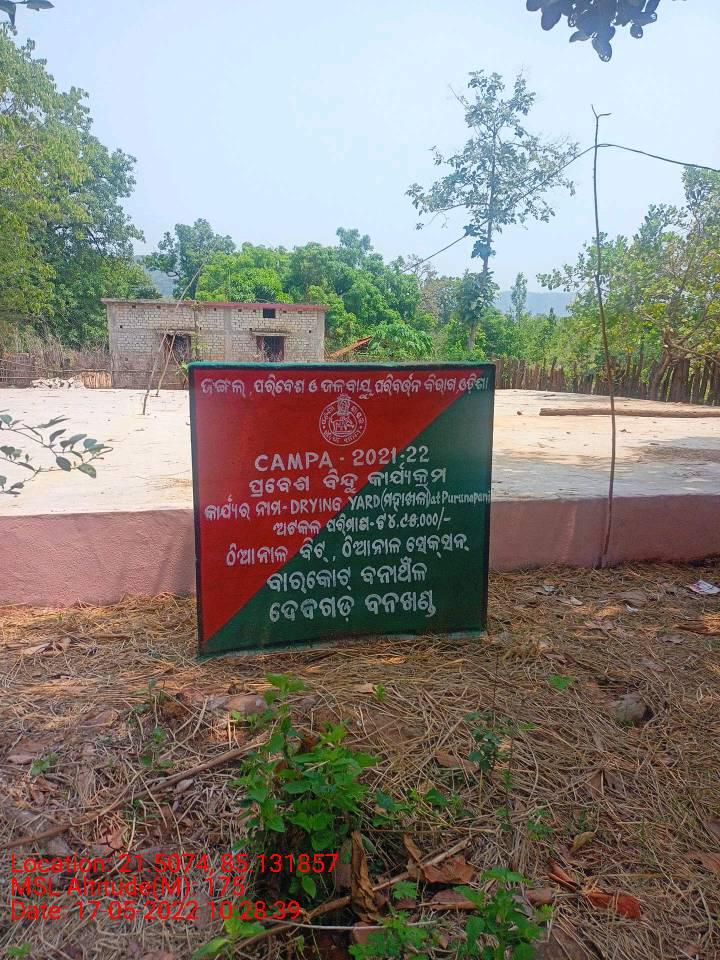 ଜଙ୍ଗଲ, ପରିବେଶ ଓ ଜଳବାୟୁ ପରିବର୍ତ୍ତନ ବିଭାଗ, ଓଡ଼ିଶା
CAMPA - 2021-22
ପ୍ରବେଶ ବିନ୍ଦୁ କାର୍ଯ୍ୟକ୍ରମ
କାର୍ଯ୍ୟର ନାମ - DRYING YARD (ମହାଖଳା) at Purunapani
ଅଟକଳ ପରିମାଣ - ଟ ୪.୯୫,୦୦୦/-
ଠିଆନାଳ ବିଟ୍, ଠିଆନାଳ ସେକ୍ସନ୍
ବାରକୋଟ୍ ବନାଞ୍ଚଳ
ଦେବଗଡ଼ ବନଖଣ୍ଡ
Location: 21.5074, 85.131857
MSL Altitude(M): 175
Date: 17-05-2022 10:28:39